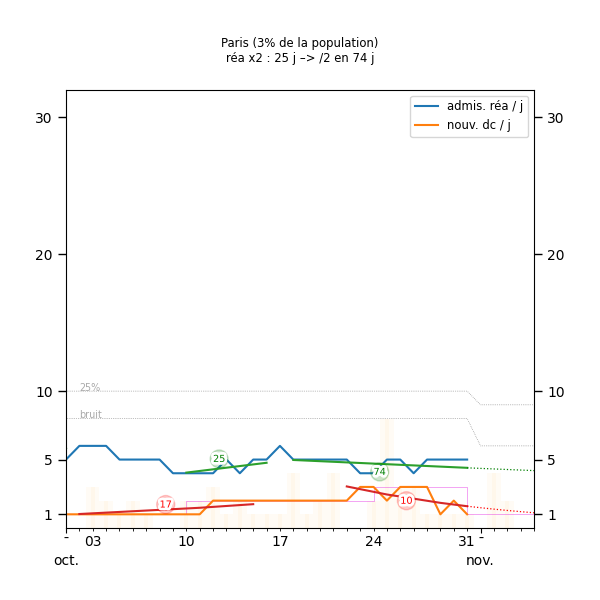 Paris (3% de la population)
réa x2 : 25 j –> /2 en 74 j
admis. réa / j
nouv. dc / j
30
30
20
20
10
10
25%
bruit
5
5
25
74
17
10
1
1
03
10
17
24
31
oct.
nov.